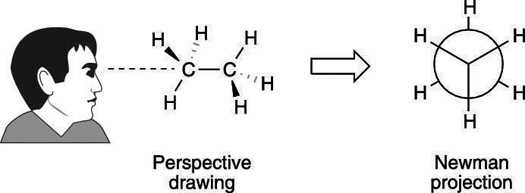 H H H
C C H
H H
H
H H
H H
H
Perspective
drawing
Newman
projection